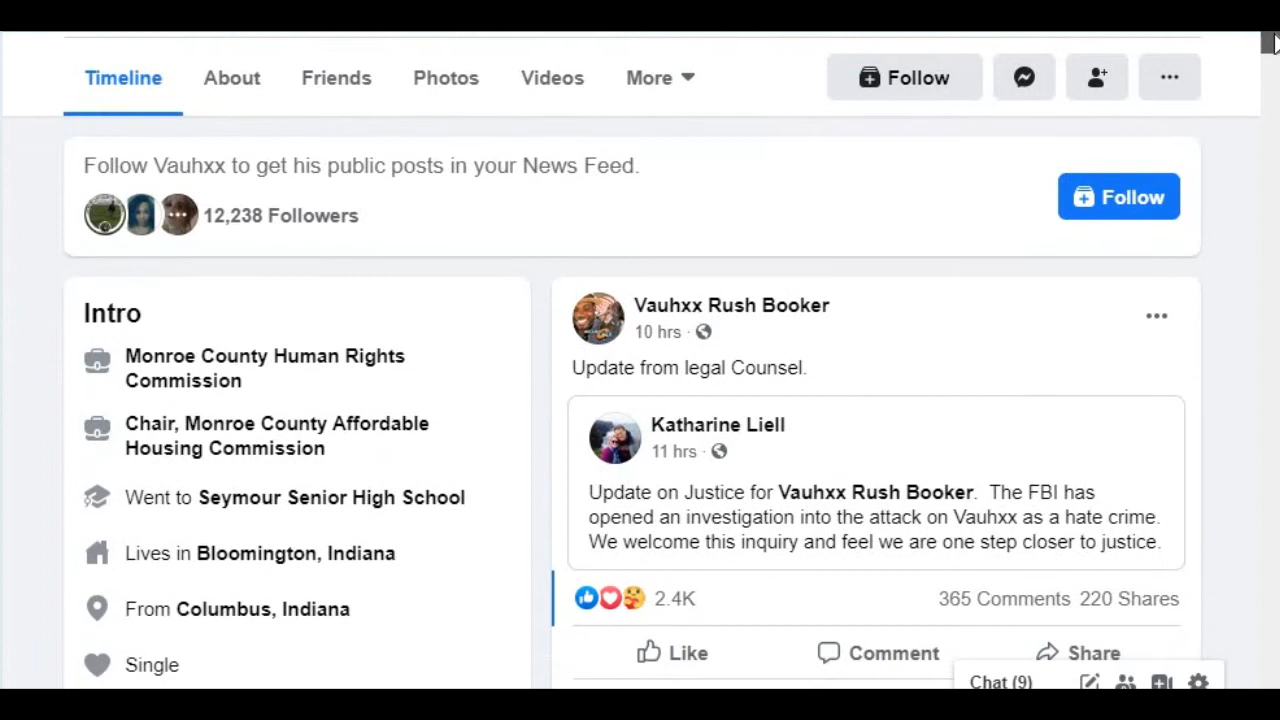 Timeline About Friends Photos Videos More Follow
Follow Vauhxx to get his public posts in your News Feed.
12,238 Followers
Follow
Intro
Monroe County Human Rights
Commission
Chair, Monroe County Affordable
Housing Commission
Went to Seymour Senior High School
Lives in Bloomington, Indiana
From Columbus, Indiana
Single
Vauhxx Rush Booker
10 hrs ·
Update from legal Counsel.
Katharine Liell
11 hrs ·
Update on Justice for Vauhxx Rush Booker. The FBI has
opened an investigation into the attack on Vauhxx as a hate crime.
We welcome this inquiry and feel we are one step closer to justice.
2.4K 365 Comments 220 Shares
Like Comment Share
Chat (9)